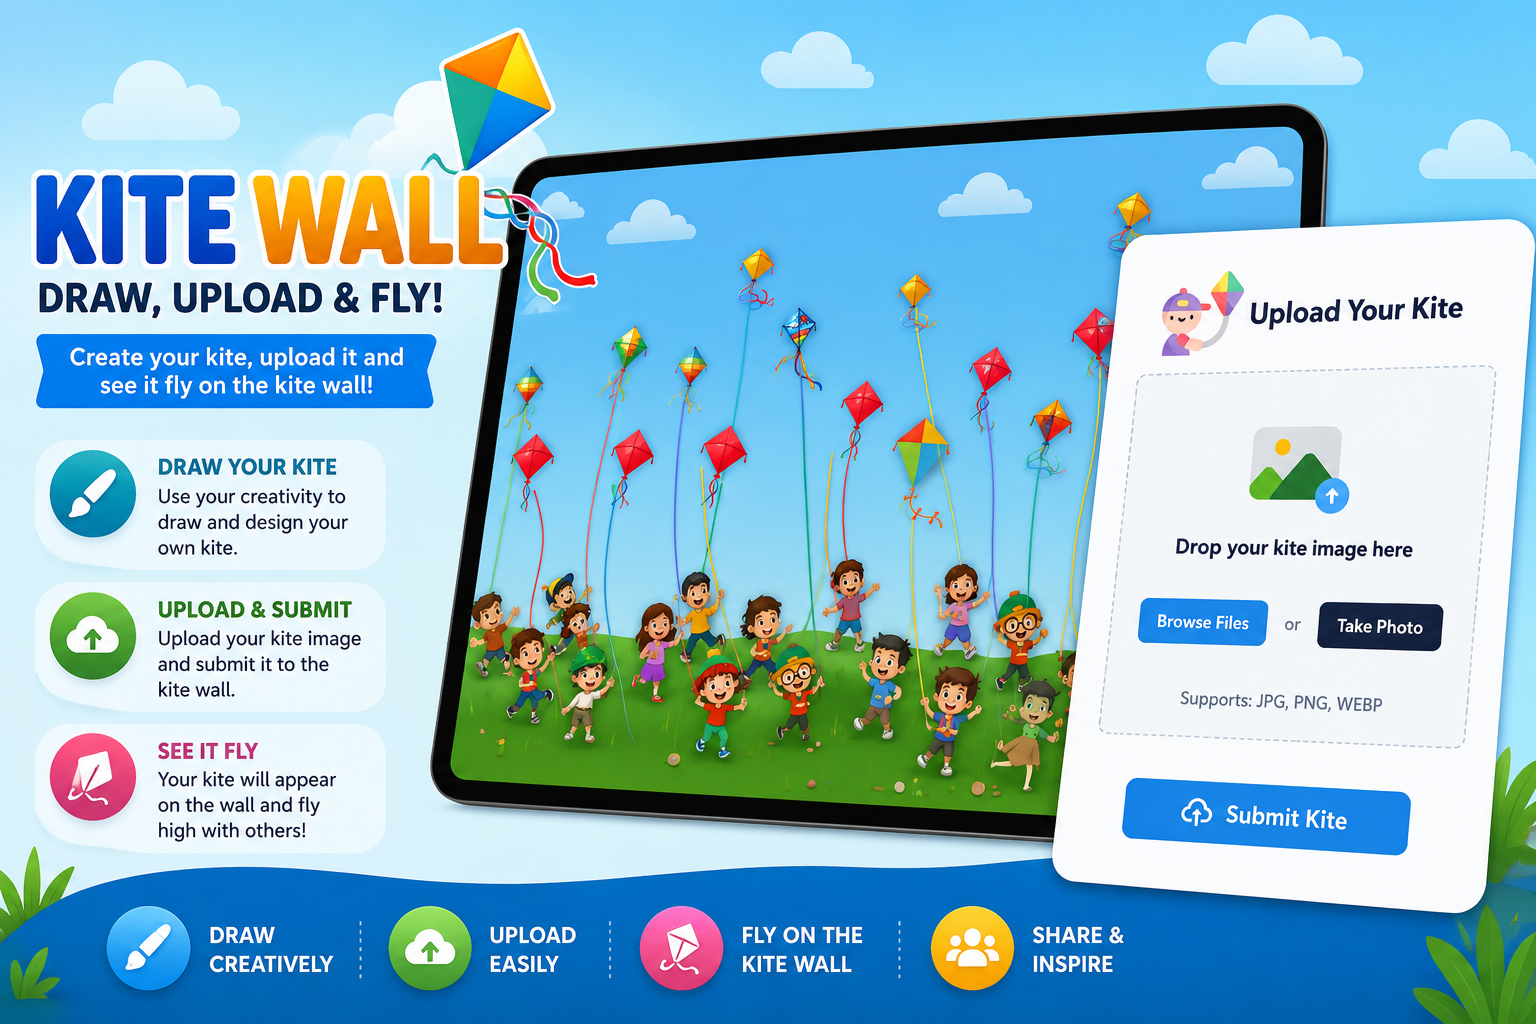 KITE WALL
DRAW, UPLOAD & FLY!
Create your kite, upload it and
see it fly on the kite wall!
DRAW YOUR KITE
Use your creativity to
draw and design your
own kite.
UPLOAD & SUBMIT
Upload your kite image
and submit it to the
kite wall.
SEE IT FLY
Your kite will appear
on the wall and fly
high with others!
Upload Your Kite
Drop your kite image here
Browse Files or Take Photo
Supports: JPG, PNG, WEBP
Submit Kite
DRAW
CREATIVELY
UPLOAD
EASILY
FLY ON THE
KITE WALL
SHARE &
INSPIRE